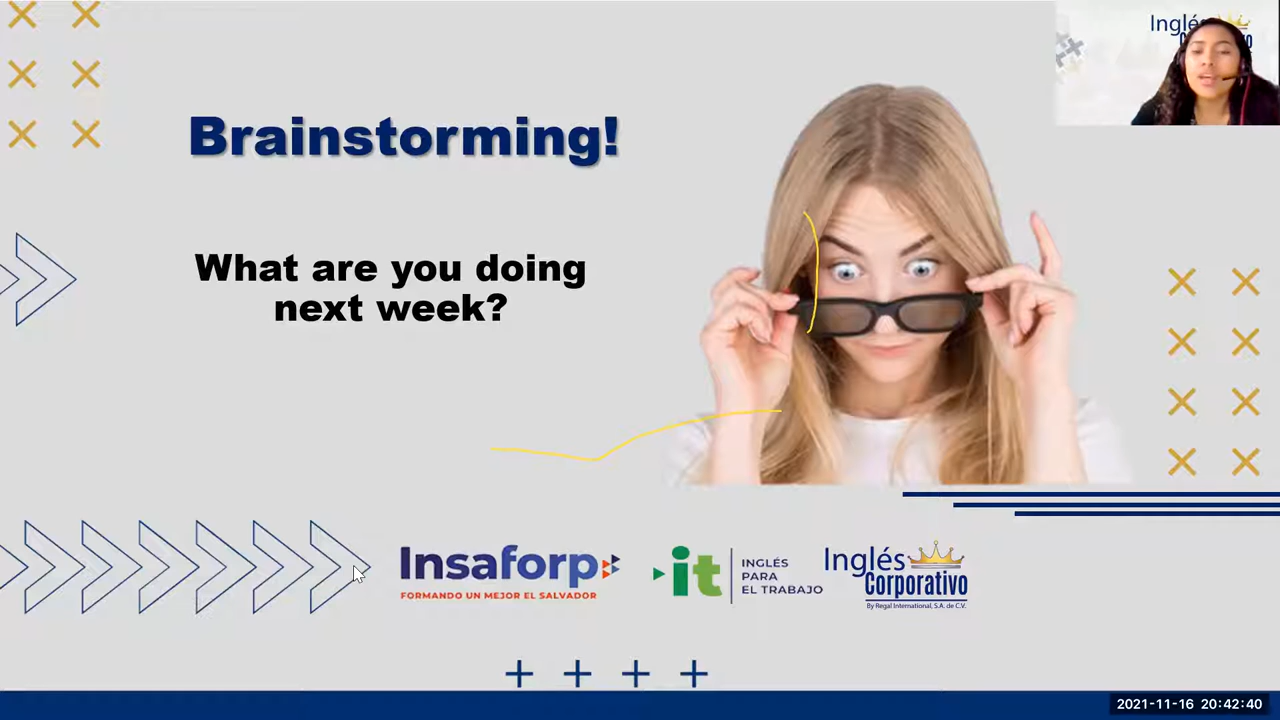 Inglés
Brainstorming!
What are you doing
next week?
Insaforp
FORMANDO UN MEJOR EL SALVADOR
it
INGLÉS
PARA
EL TRABAJO
Inglés
Corporativo
By Regal International, S.A. de C.V.
2021-11-16 20:42:40